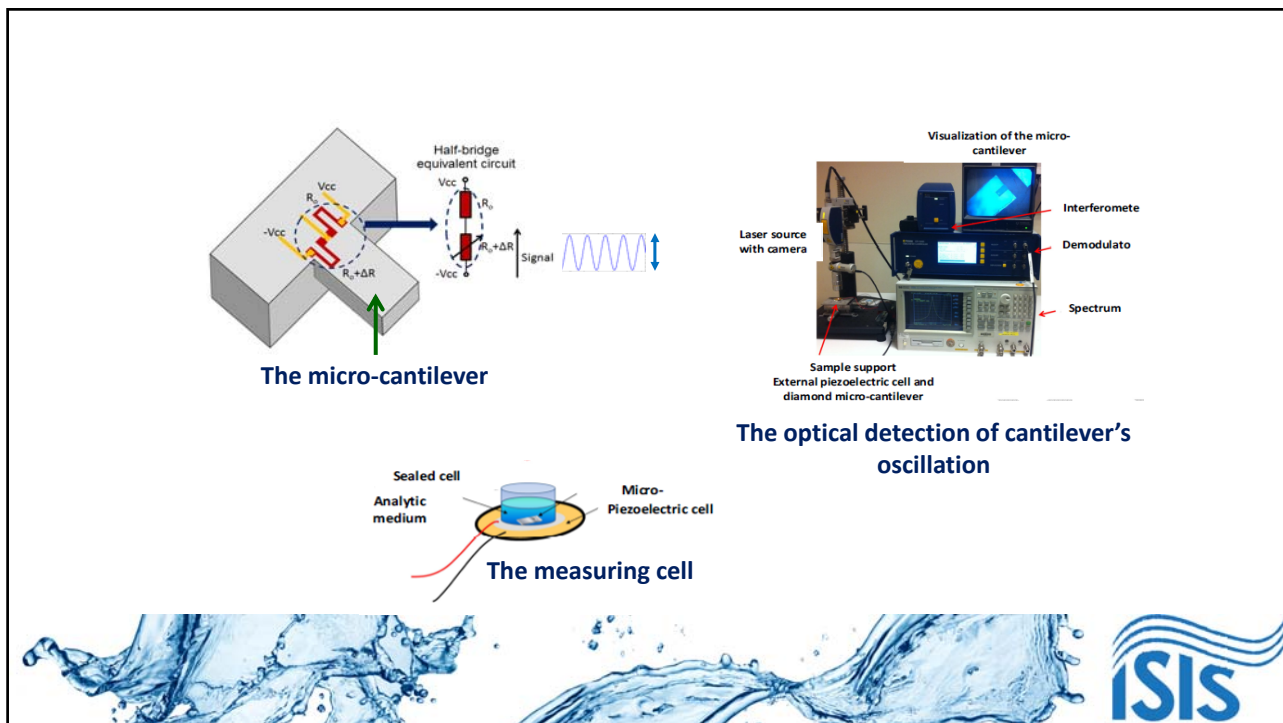 Half-bridge
equivalent circuit
Vcc
R₀
-Vcc
R₀+ΔR
Vcc
R₀
R₀+ΔR
-Vcc
Signal
The micro-cantilever
Visualization of the micro-
cantilever
Interferomete
Laser source
with camera
Demodulato
Spectrum
Sample support
External piezoelectric cell and
diamond micro-cantilever
The optical detection of cantilever's
oscillation
Sealed cell
Analytic
medium
Micro-
Piezoelectric cell
The measuring cell
iSIS